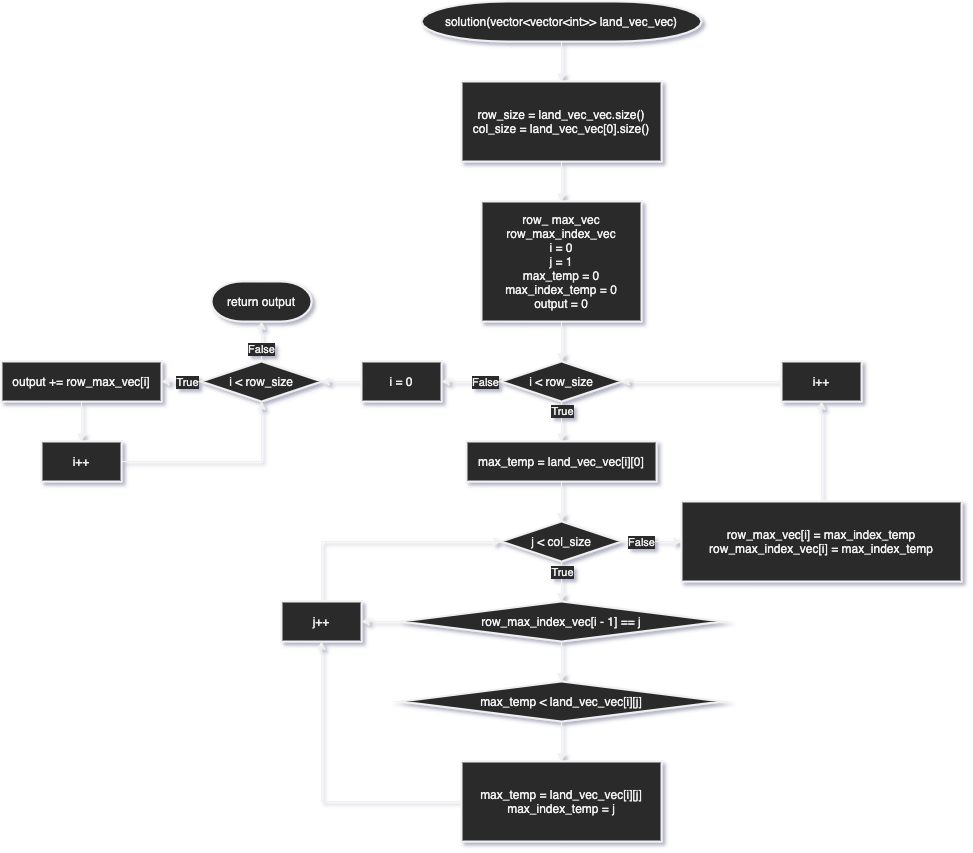 solution(vector<vector<int>> land_vec_vec)
row_size = land_vec_vec.size()
col_size = land_vec_vec[0].size()
row_ max_vec
row_max_index_vec
i = 0
j = 1
max_temp = 0
max_index_temp = 0
output = 0
return output
False
output += row_max_vec[i]
True
i < row_size
i = 0
False
i < row_size
i++
True
i++
max_temp = land_vec_vec[i][0]
j < col_size
False
row_max_vec[i] = max_index_temp
row_max_index_vec[i] = max_index_temp
True
j++
row_max_index_vec[i - 1] == j
max_temp < land_vec_vec[i][j]
max_temp = land_vec_vec[i][j]
max_index_temp = j